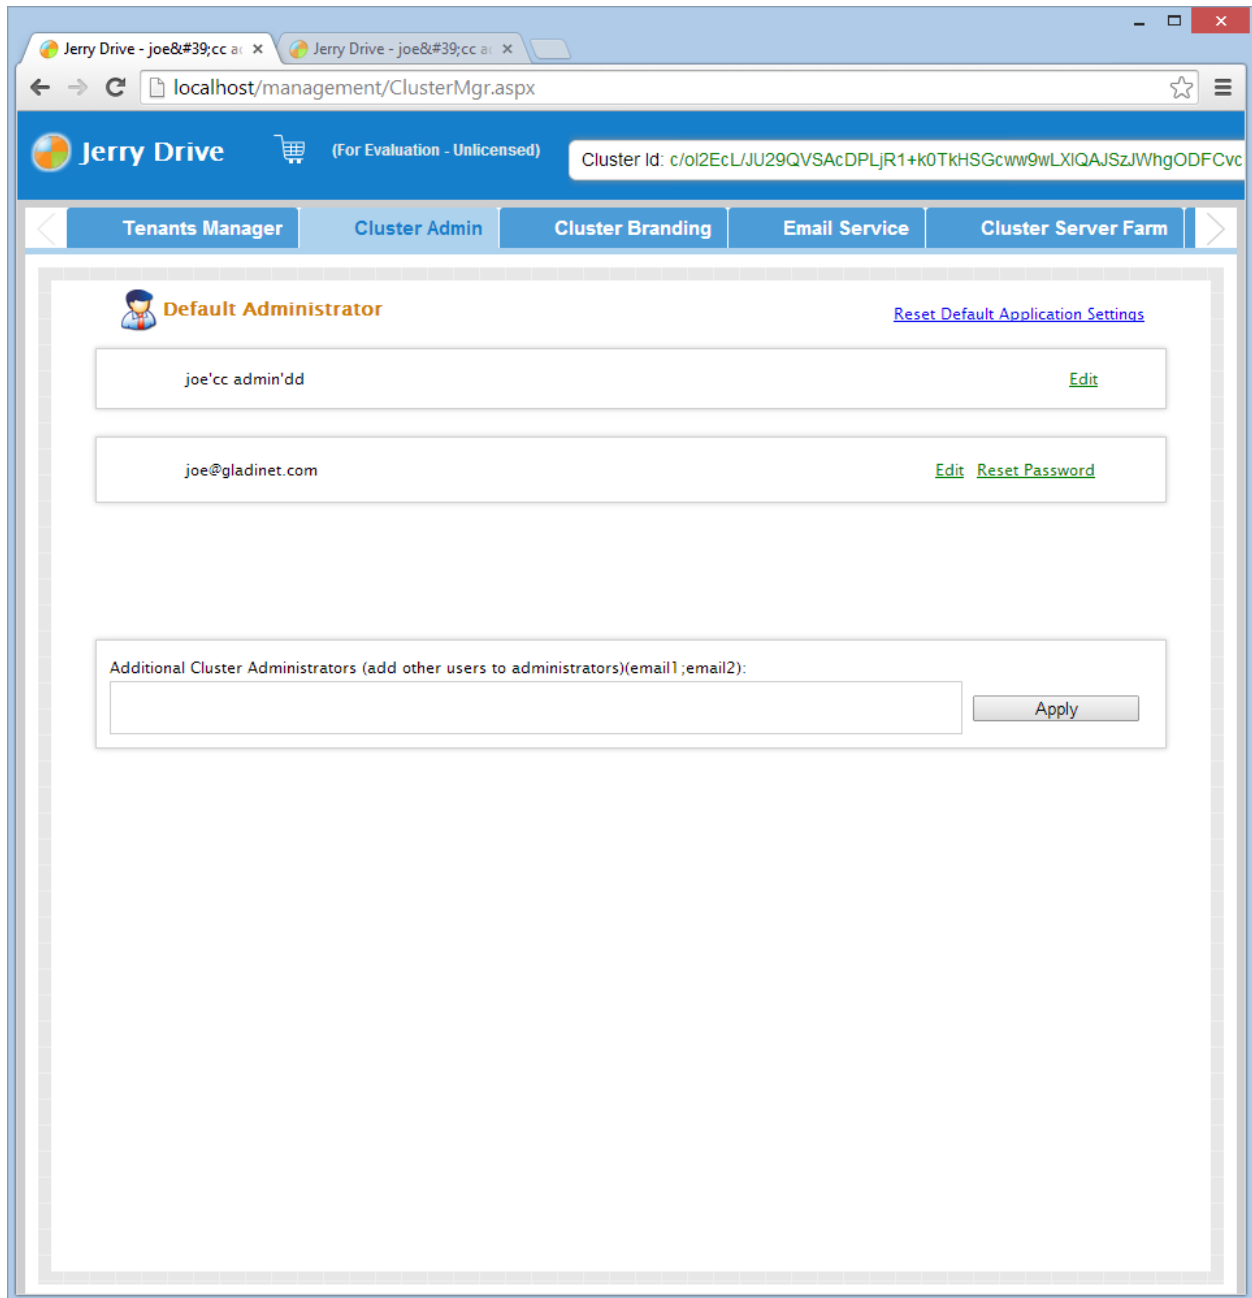 Jerry Drive - joe&#39;cc ac
Jerry Drive - joe&#39;cc ac
localhost/management/ClusterMgr.aspx
Jerry Drive
(For Evaluation - Unlicensed)
Cluster Id: c/ol2EcL/JU29QVSAcDPLjR1+k0TkHSGcww9wLXlQAJSzJWhgODFCvc
Tenants Manager
Cluster Admin
Cluster Branding
Email Service
Cluster Server Farm
Default Administrator
Reset Default Application Settings
joe'cc admin'dd
Edit
joe@gladinet.com
Edit Reset Password
Additional Cluster Administrators (add other users to administrators)(email1;email2):
Apply